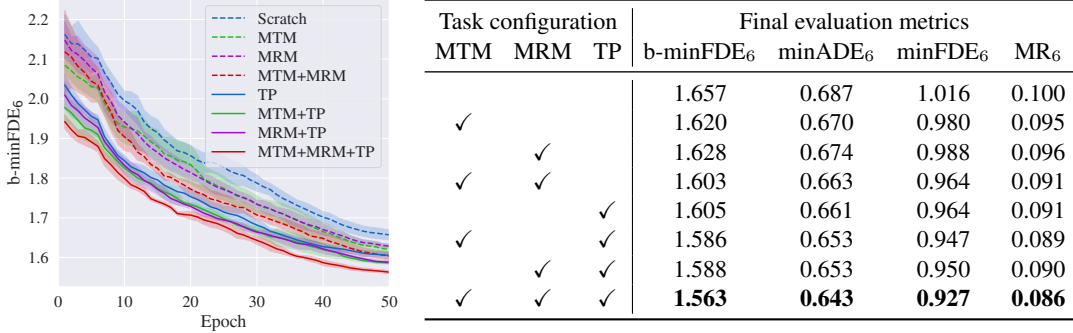 b-minFDE6
2.2
2.1
2.0
1.9
1.8
1.7
1.6
Scratch
MTM
MRM
MTM+MRM
TP
MTM+TP
MRM+TP
MTM+MRM+TP
0 10 20 30 40 50
Epoch
Task configuration Final evaluation metrics
MTM MRM TP b-minFDE6 minADE6 minFDE6 MR6
1.657 0.687 1.016 0.100
✓ 1.620 0.670 0.980 0.095
✓ 1.628 0.674 0.988 0.096
✓ ✓ 1.603 0.663 0.964 0.091
✓ 1.605 0.661 0.964 0.091
✓ ✓ 1.586 0.653 0.947 0.089
✓ ✓ 1.588 0.653 0.950 0.090
✓ ✓ ✓ 1.563 0.643 0.927 0.086